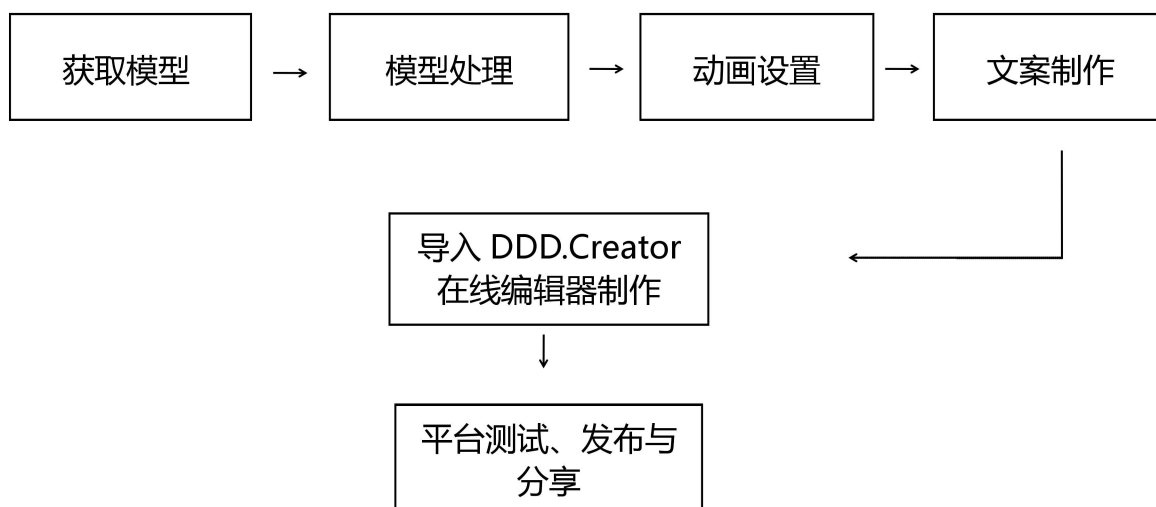 获取模型
模型处理
动画设置
文案制作
导入 DDD.Creator
在线编辑器制作
平台测试、发布与
分享